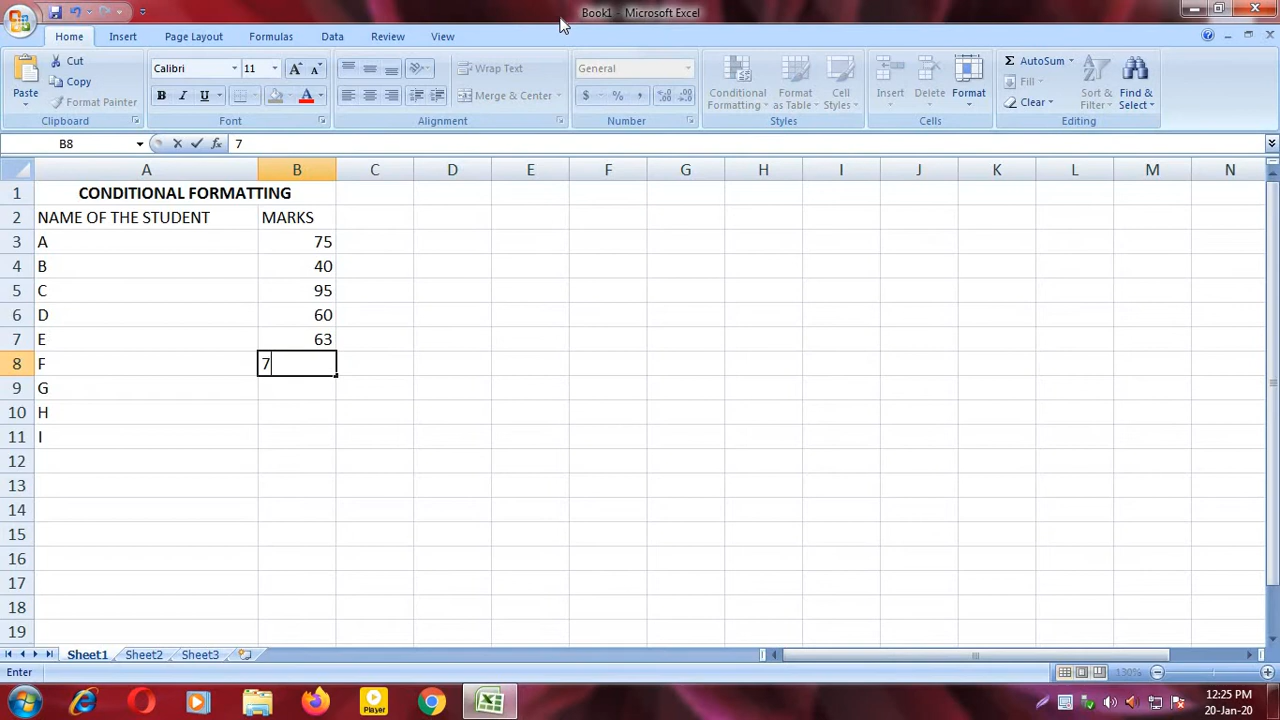 Book1 - Microsoft Excel
Home Insert Page Layout Formulas Data Review View
Paste
Cut
Copy
Format Painter
Clipboard
Calibri 11
B I U
Font
Wrap Text
Merge & Center
Alignment
General
$ % ,
Number
Conditional Formatting
Format as Table
Cell Styles
Styles
Insert Delete Format
Cells
Σ AutoSum
Fill
Clear
Sort & Filter
Find & Select
Editing
B8 fx 7
A B C D E F G H I J K L M N
1 CONDITIONAL FORMATTING
2 NAME OF THE STUDENT MARKS
3 A 75
4 B 40
5 C 95
6 D 60
7 E 63
8 F 7
9 G
10 H
11 I
12
13
14
15
16
17
18
19
Sheet1 Sheet2 Sheet3
Enter 130%
Player
12:25 PM
20-Jan-20